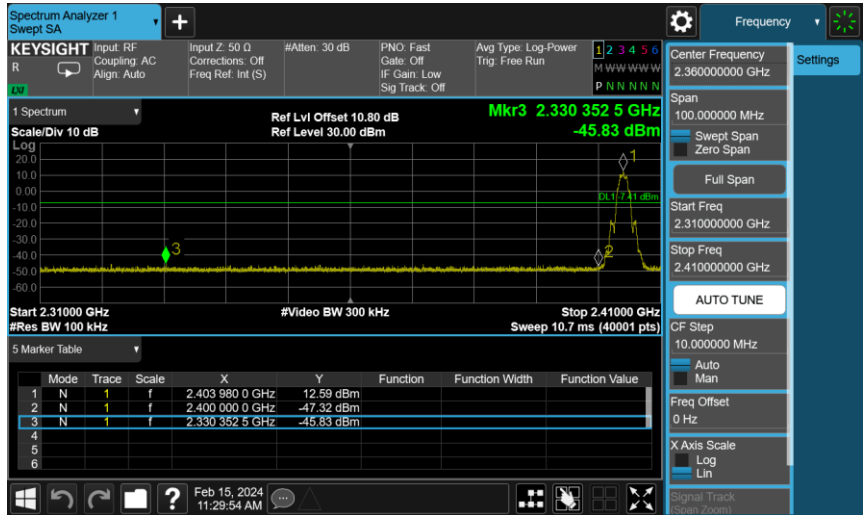 Spectrum Analyzer 1
Swept SA
+
Frequency
KEYSIGHT
R
LXI
Input: RF
Coupling: AC
Align: Auto
Input Z: 50 Ω
Corrections: Off
Freq Ref: Int (S)
#Atten: 30 dB
PNO: Fast
Gate: Off
IF Gain: Low
Sig Track: Off
Avg Type: Log-Power
Trig: Free Run
1 2 3 4 5 6
M W W W W W
P N N N N N
1 Spectrum
Scale/Div 10 dB
Ref Lvl Offset 10.80 dB
Ref Level 30.00 dBm
Mkr3 2.330 352 5 GHz
-45.83 dBm
Log
20.0
10.0
0.00
-10.0
-20.0
-30.0
-40.0
-50.0
-60.0
1
DL1 -7.41 dBm
3
2
Start 2.31000 GHz
#Res BW 100 kHz
#Video BW 300 kHz
Stop 2.41000 GHz
Sweep 10.7 ms (40001 pts)
5 Marker Table
Mode Trace Scale X Y Function Function Width Function Value
1 N 1 f 2.403 980 0 GHz 12.59 dBm
2 N 1 f 2.400 000 0 GHz -47.32 dBm
3 N 1 f 2.330 352 5 GHz -45.83 dBm
4
5
6
?
Feb 15, 2024
11:29:54 AM
Center Frequency
2.360000000 GHz
Span
100.000000 MHz
Swept Span
Zero Span
Full Span
Start Freq
2.310000000 GHz
Stop Freq
2.410000000 GHz
AUTO TUNE
CF Step
10.000000 MHz
Auto
Man
Freq Offset
0 Hz
X Axis Scale
Log
Lin
Signal Track
(Span Zoom)
Settings